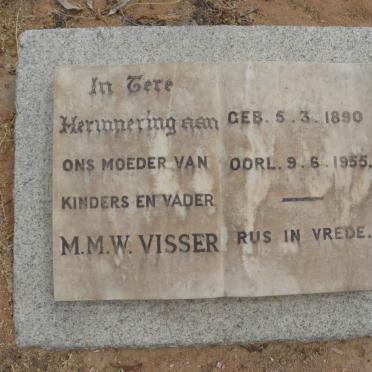 In Tere
Herinnering aan
ONS MOEDER VAN
KINDERS EN VADER
M.M.W. VISSER
GEB. 5.3.1890
OORL. 9.6.1955.
RUS IN VREDE.